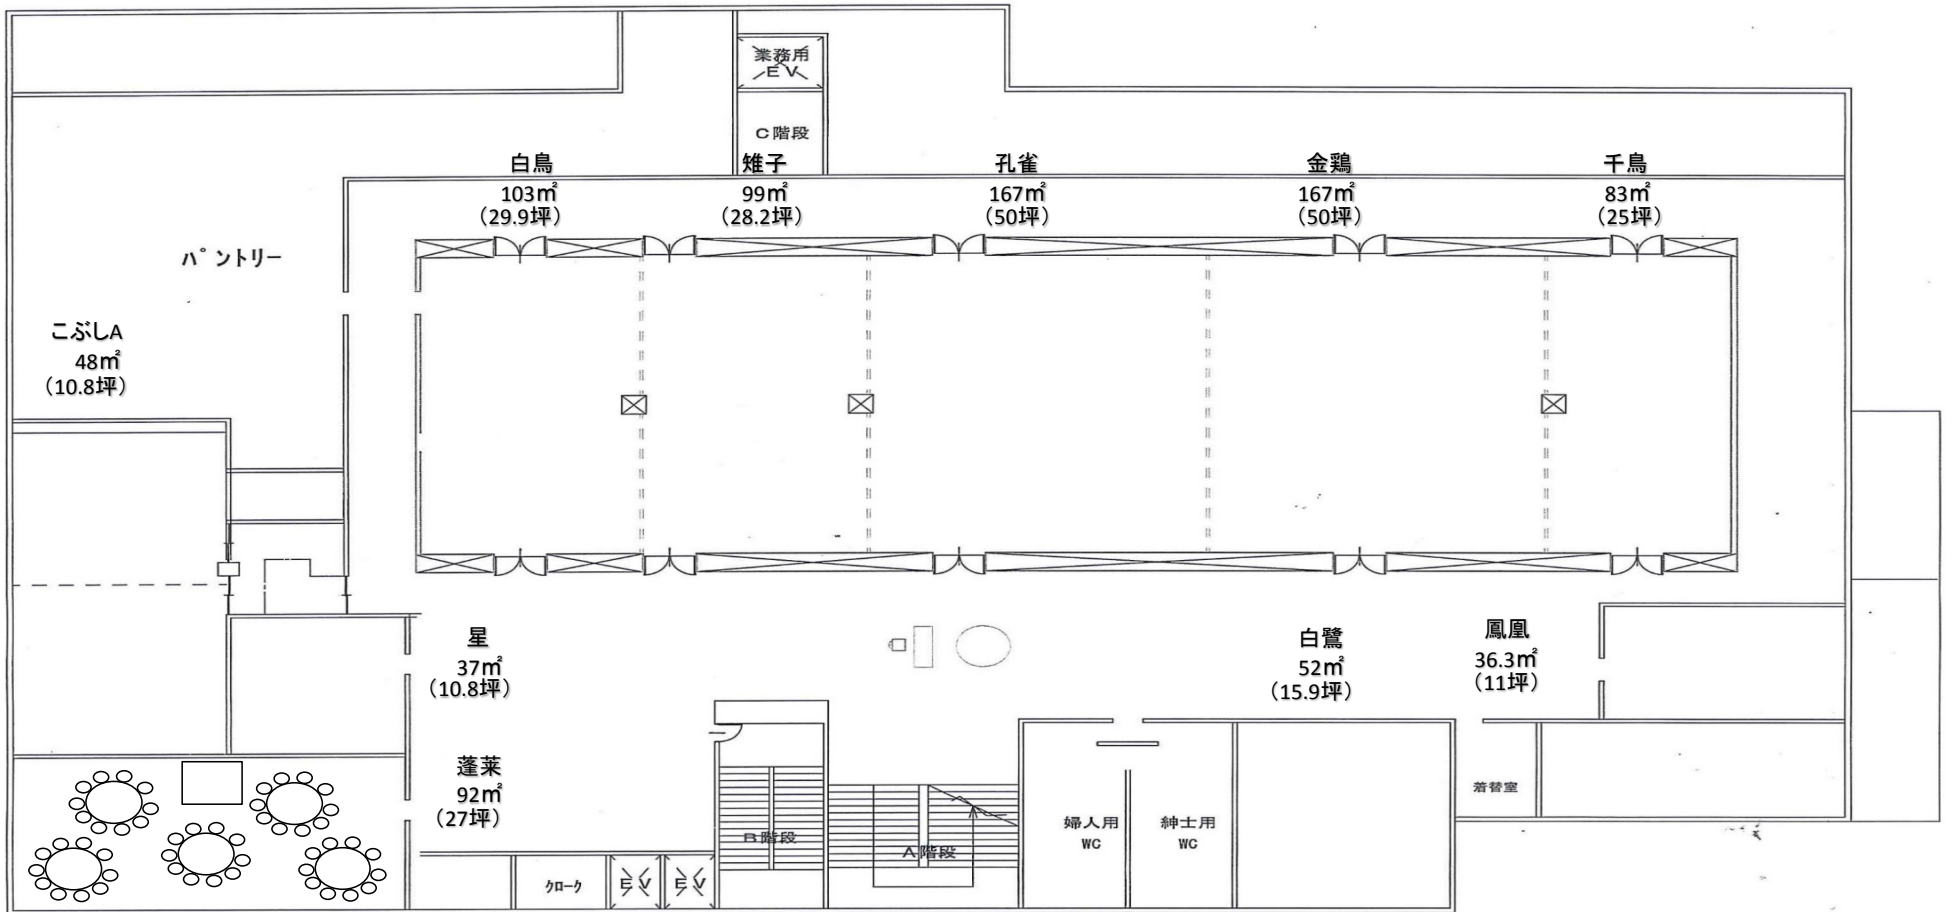 業務用
EV
C階段
白鳥
103㎡
（29.9坪）
雉子
99㎡
（28.2坪）
孔雀
167㎡
（50坪）
金鶏
167㎡
（50坪）
千鳥
83㎡
（25坪）
パントリー
こぶしA
48㎡
（10.8坪）
星
37㎡
（10.8坪）
白鷺
52㎡
（15.9坪）
鳳凰
36.3㎡
（11坪）
蓬莱
92㎡
（27坪）
着替室
B階段
A階段
婦人用
WC
紳士用
WC
クローク
EV
EV